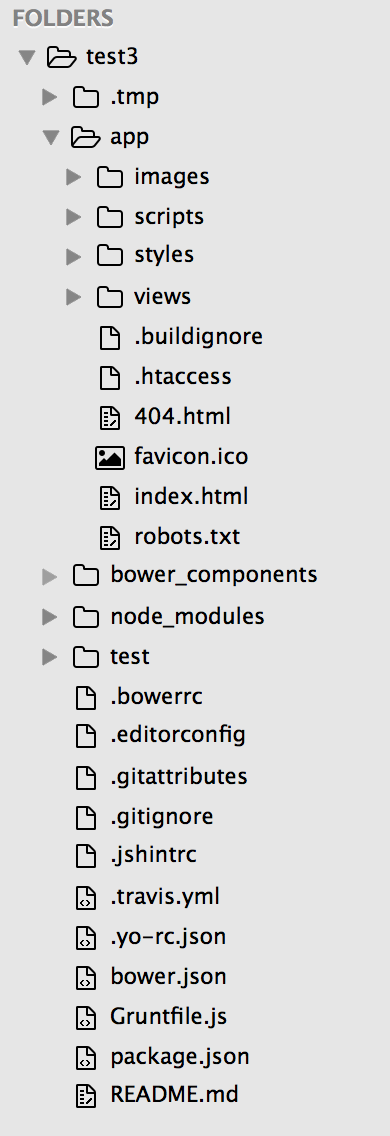 FOLDERS
test3
.tmp
app
images
scripts
styles
views
.buildignore
.htaccess
404.html
favicon.ico
index.html
robots.txt
bower_components
node_modules
test
.bowerrc
.editorconfig
.gitattributes
.gitignore
.jshintrc
.travis.yml
.yo-rc.json
bower.json
Gruntfile.js
package.json
README.md